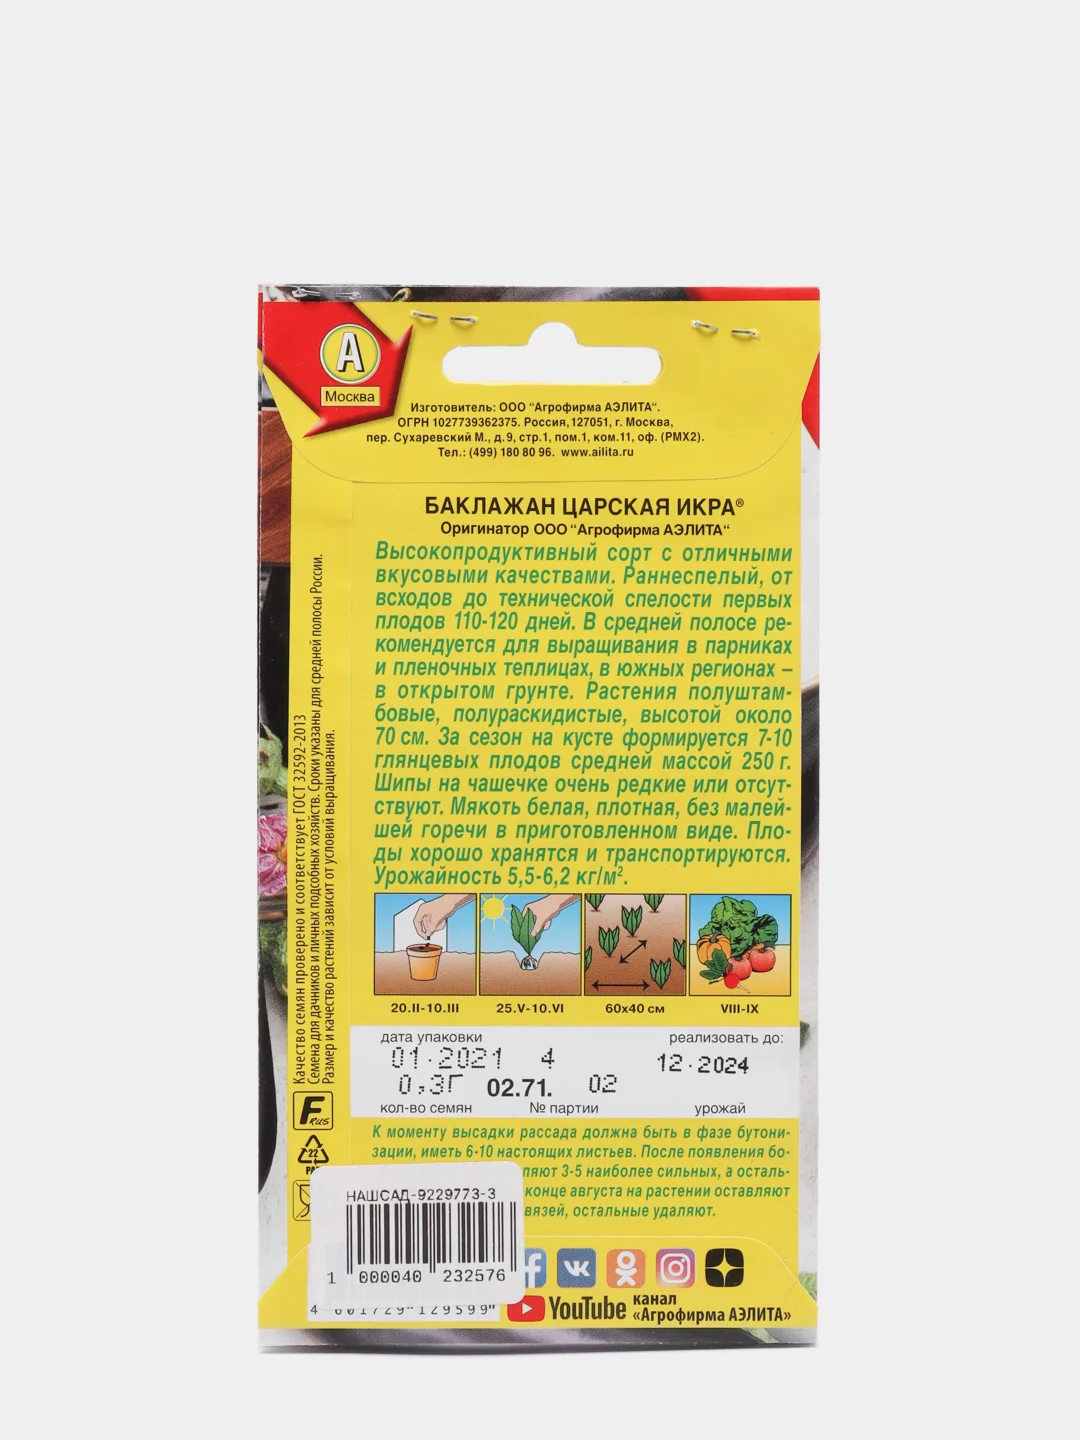 А
Москва
Изготовитель: ООО “Агрофирма АЭЛИТА“.
ОГРН 1027739362375. Россия,127051, г. Москва,
пер. Сухаревский М., д.9, стр.1, пом.1, ком.11, оф. (РМХ2).
Тел.: (499) 180 80 96. www.ailita.ru
БАКЛАЖАН ЦАРСКАЯ ИКРА®
Оригинатор ООО “Агрофирма АЭЛИТА“
Высокопродуктивный сорт с отличными
вкусовыми качествами. Раннеспелый, от
всходов до технической спелости первых
плодов 110-120 дней. В средней полосе ре-
комендуется для выращивания в парниках
и пленочных теплицах, в южных регионах –
в открытом грунте. Растения полуштам-
бовые, полураскидистые, высотой около
70 см. За сезон на кусте формируется 7-10
глянцевых плодов средней массой 250 г.
Шипы на чашечке очень редкие или отсут-
ствуют. Мякоть белая, плотная, без малей-
шей горечи в приготовленном виде. Пло-
ды хорошо хранятся и транспортируются.
Урожайность 5,5-6,2 кг/м².
20.II-10.III 25.V-10.VI 60х40 см VIII-IX
дата упаковки реализовать до:
01.2021 4 12.2024
0,3Г 02.71. 02
кол-во семян № партии урожай
К моменту высадки рассада должна быть в фазе бутони-
зации, иметь 6-10 настоящих листьев. После появления бо-
ляют 3-5 наиболее сильных, а осталь-
конце августа на растении оставляют
вязей, остальные удаляют.
Качество семян проверено и соответствует ГОСТ 32592-2013
Семена для дачников и личных подсобных хозяйств. Сроки указаны для средней полосы России.
Размер и качество растений зависит от условий выращивания.
F RUS
22
PAP
НАШСАД-9229773-3
1 000040 232576
4 601729 129599
YouTube канал
«Агрофирма АЭЛИТА»